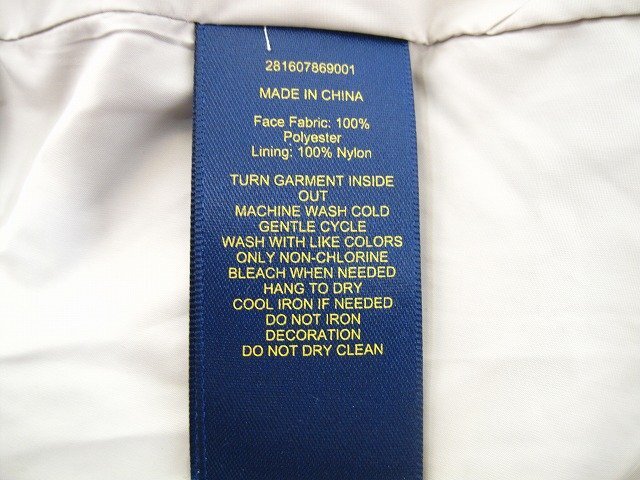 281607869001
MADE IN CHINA
Face Fabric: 100%
Polyester
Lining: 100% Nylon
TURN GARMENT INSIDE
OUT
MACHINE WASH COLD
GENTLE CYCLE
WASH WITH LIKE COLORS
ONLY NON-CHLORINE
BLEACH WHEN NEEDED
HANG TO DRY
COOL IRON IF NEEDED
DO NOT IRON
DECORATION
DO NOT DRY CLEAN